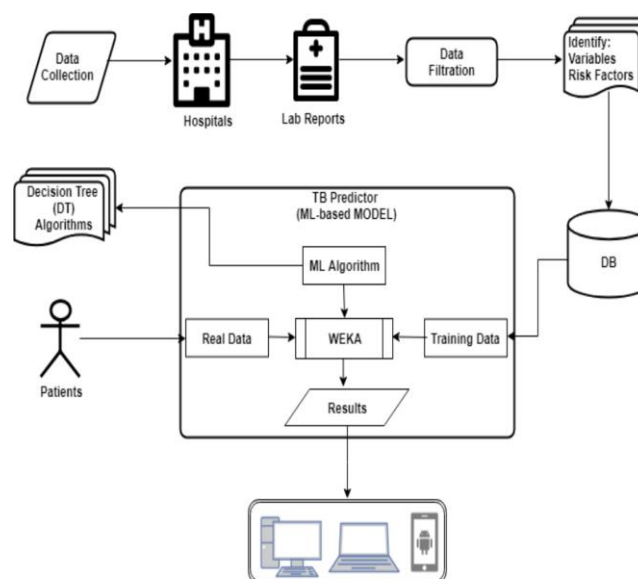 Data
Collection
Hospitals
Lab Reports
Data
Filtration
Identify:
Variables
Risk Factors
Decision Tree
(DT)
Algorithms
TB Predictor
(ML-based MODEL)
ML Algorithm
DB
Patients
Real Data
WEKA
Training Data
Results